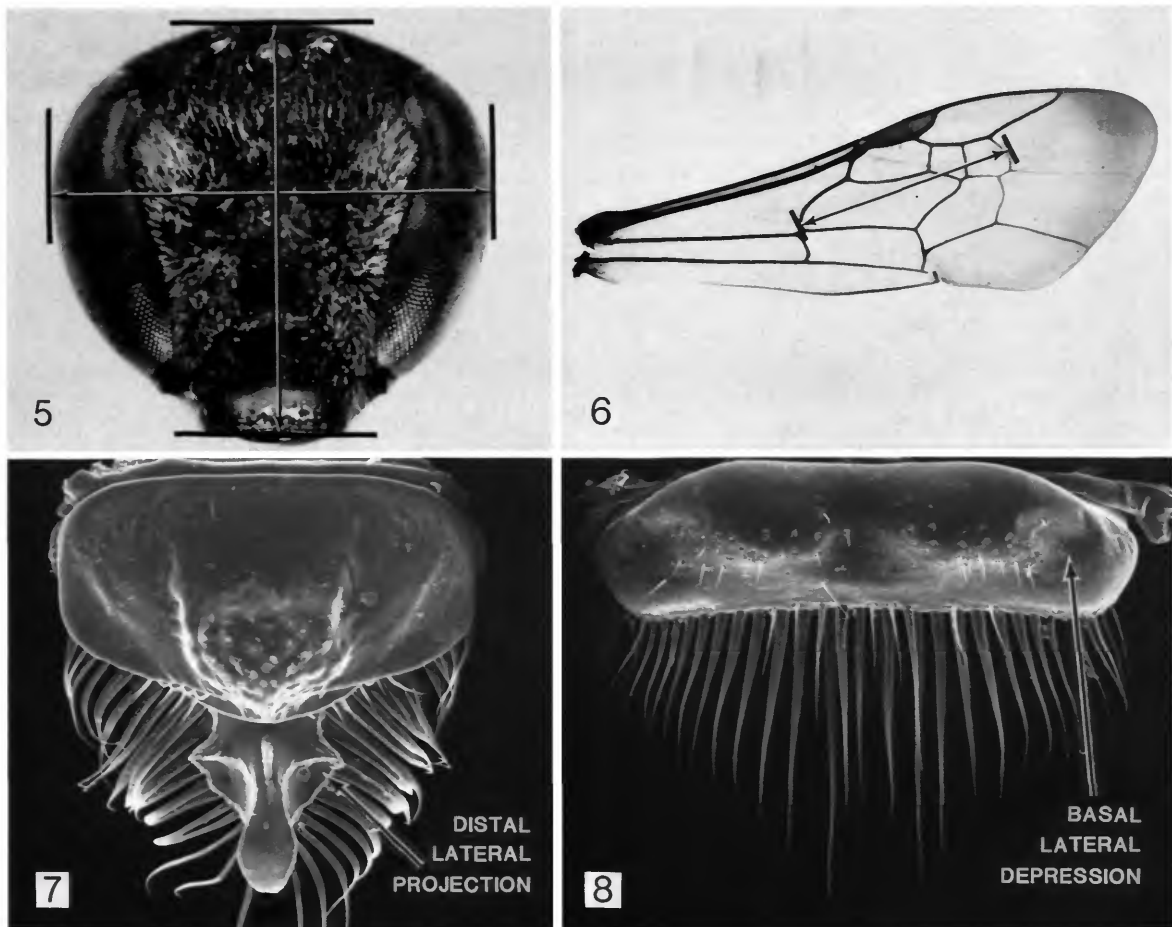 5
6
7
DISTAL
LATERAL
PROJECTION
8
BASAL
LATERAL
DEPRESSION